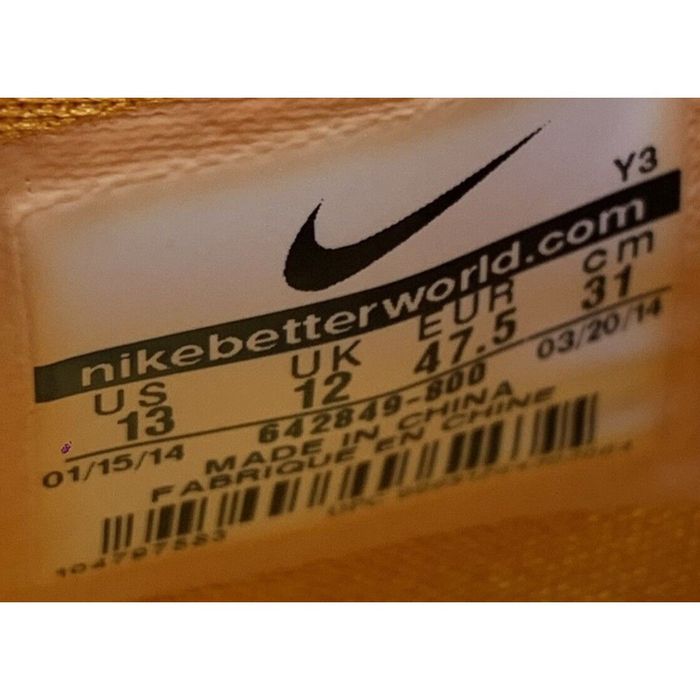 Y3
nikebetterworld.com
US UK EUR cm
13 12 47.5 31
01/15/14 642849-800 03/20/14
MADE IN CHINA
FABRIQUE EN CHINE
UPC